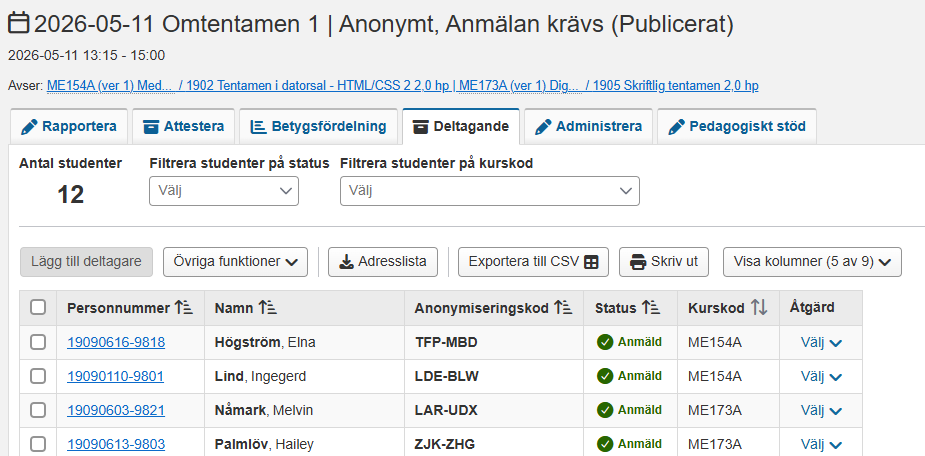 2026-05-11 Omtentamen 1 | Anonymt, Anmälan krävs (Publicerat)
2026-05-11 13:15 - 15:00
Avser: ME154A (ver 1) Med... / 1902 Tentamen i datorsal - HTML/CSS 2 2,0 hp | ME173A (ver 1) Dig... / 1905 Skriftlig tentamen 2,0 hp
Rapportera Attestera Betygsfördelning Deltagande Administrera Pedagogiskt stöd
Antal studenter Filtrera studenter på status Filtrera studenter på kurskod
12 Välj Välj
Lägg till deltagare Övriga funktioner Adresslista Exportera till CSV Skriv ut Visa kolumner (5 av 9)
Personnummer Namn Anonymiseringskod Status Kurskod Åtgärd
19090616-9818 Högström, Elna TFP-MBD Anmäld ME154A Välj
19090110-9801 Lind, Ingegerd LDE-BLW Anmäld ME154A Välj
19090603-9821 Nåmark, Melvin LAR-UDX Anmäld ME173A Välj
19090613-9803 Palmlöv, Hailey ZJK-ZHG Anmäld ME173A Välj